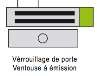 Verrouillage de porte
Ventouse à émission